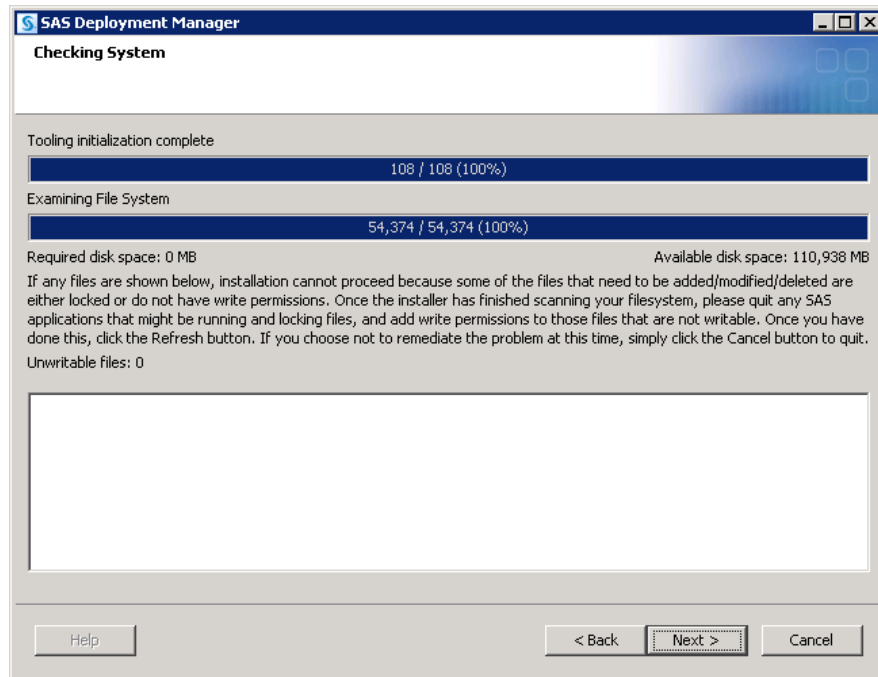 SAS Deployment Manager
Checking System
Tooling initialization complete
108 / 108 (100%)
Examining File System
54,374 / 54,374 (100%)
Required disk space: 0 MB
Available disk space: 110,938 MB
If any files are shown below, installation cannot proceed because some of the files that need to be added/modified/deleted are
either locked or do not have write permissions. Once the installer has finished scanning your filesystem, please quit any SAS
applications that might be running and locking files, and add write permissions to those files that are not writable. Once you have
done this, click the Refresh button. If you choose not to remediate the problem at this time, simply click the Cancel button to quit.
Unwritable files: 0
Help
< Back
Next >
Cancel